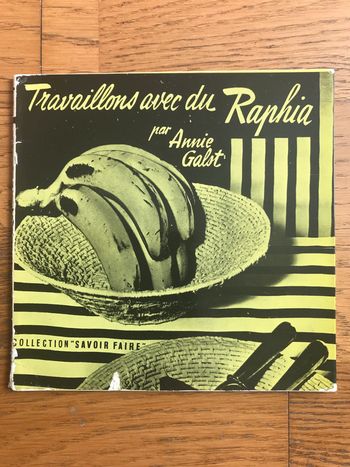 Travaillons avec du Raphia
par Annie
Galst
COLLECTION "SAVOIR FAIRE"